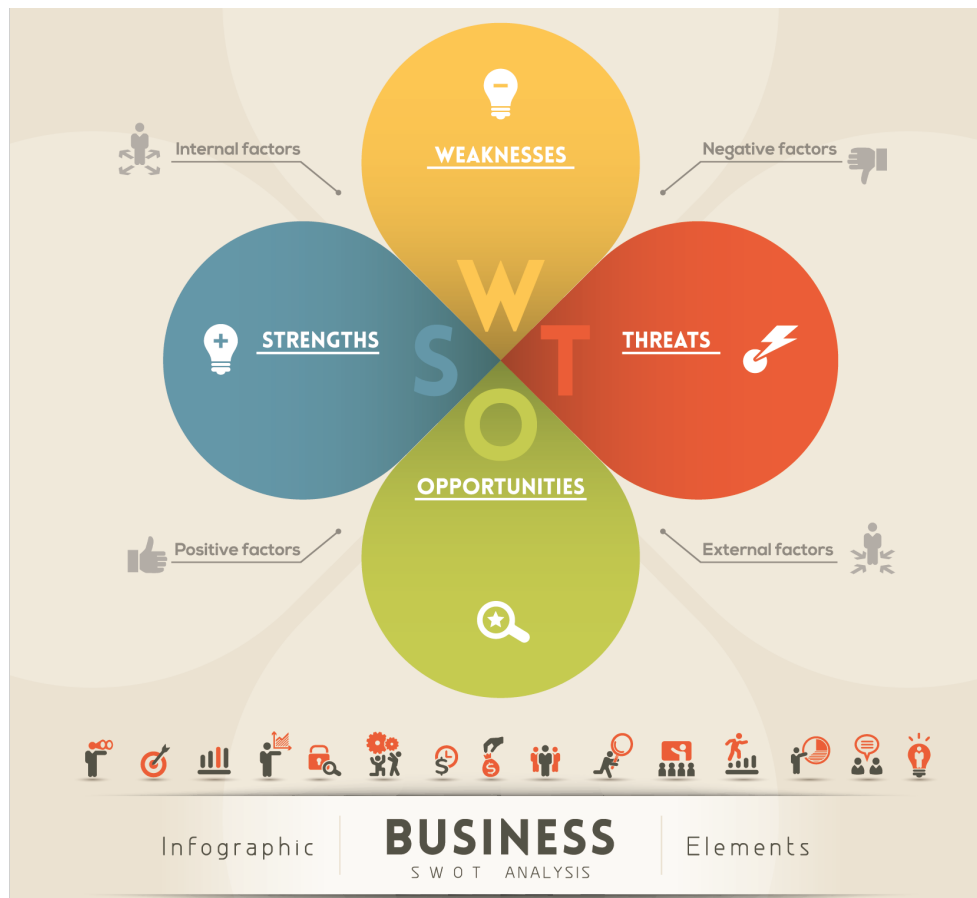 WEAKNESSES
Internal factors
Negative factors
W
STRENGTHS
S
T
THREATS
O
OPPORTUNITIES
Positive factors
External factors
Infographic
BUSINESS
SWOT ANALYSIS
Elements